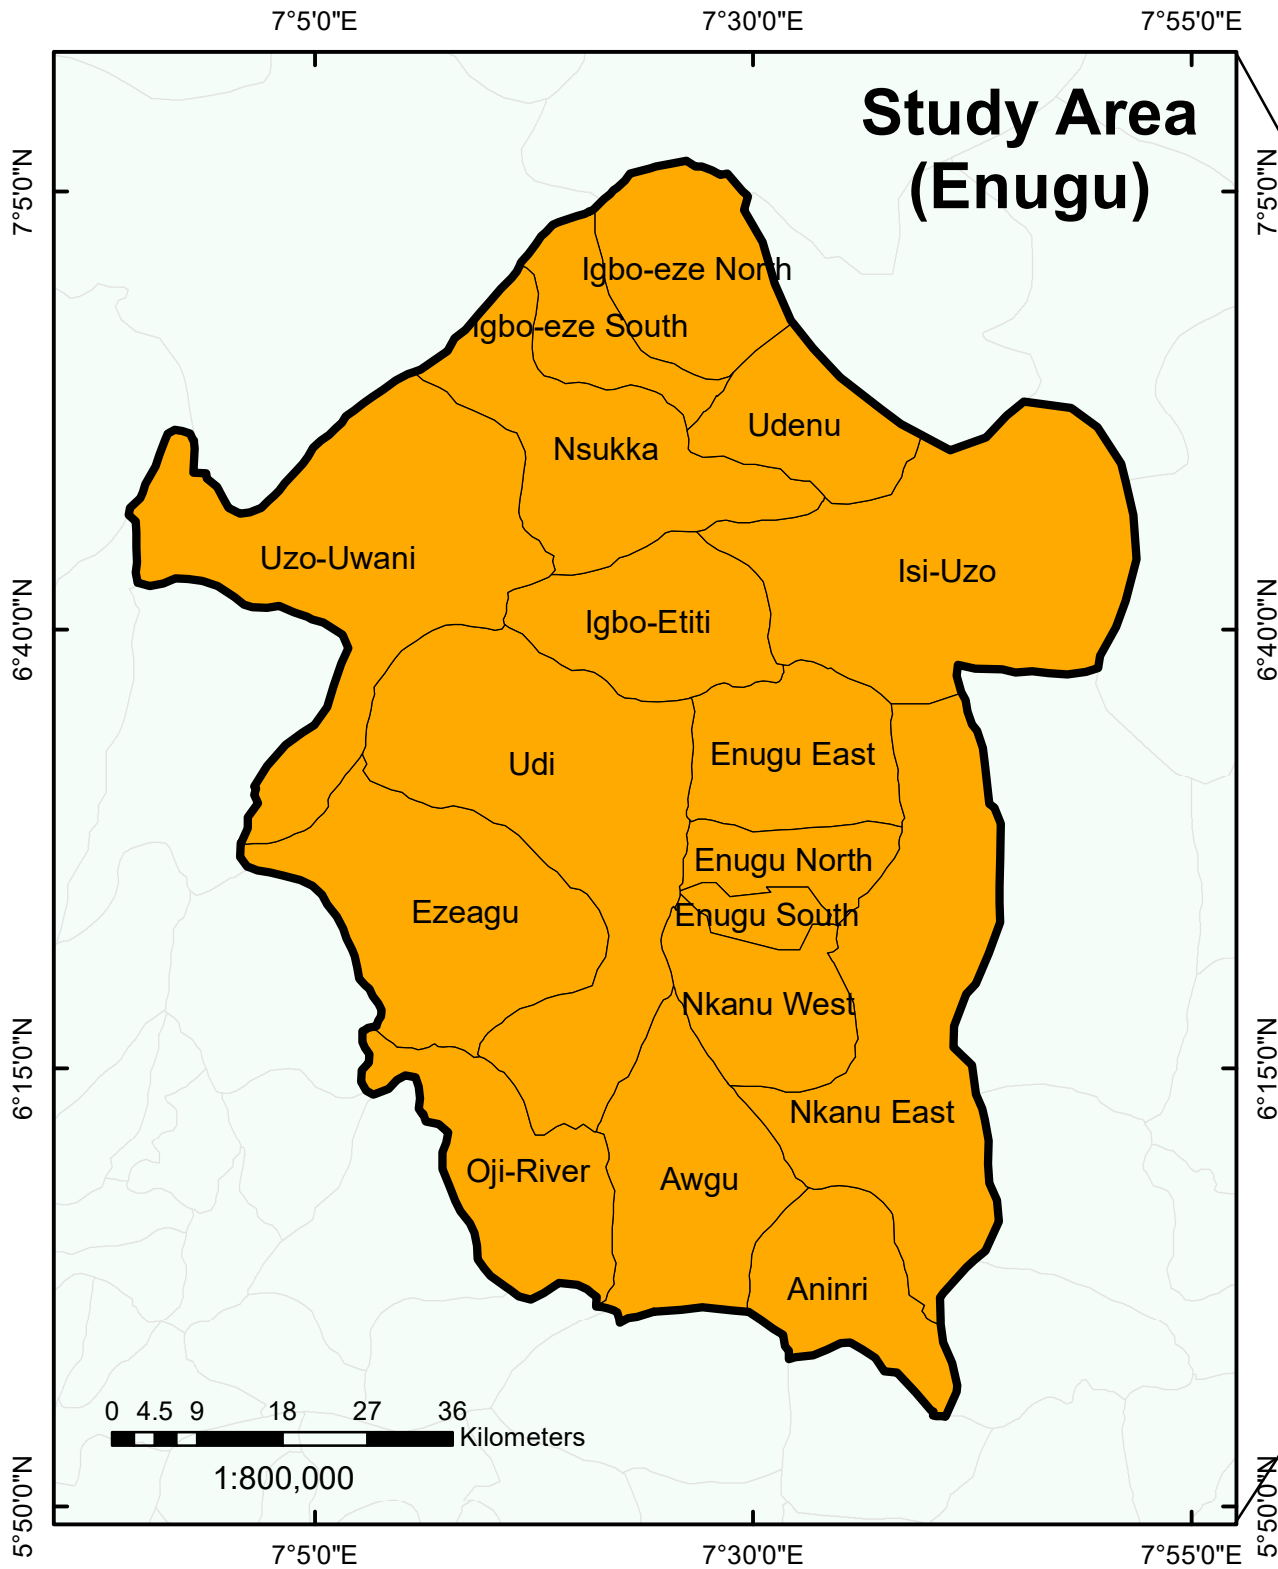 7°5'0"E 7°30'0"E 7°55'0"E
Study Area
(Enugu)
7°5'0"N 7°5'0"N
Igbo-eze North
Igbo-eze South
Udenu
Nsukka
Uzo-Uwani
Isi-Uzo
Igbo-Etiti
6°40'0"N 6°40'0"N
Enugu East
Udi
Enugu North
Ezeagu
Enugu South
Nkanu West
6°15'0"N 6°15'0"N
Nkanu East
Oji-River
Awgu
Aninri
0 4.5 9 18 27 36
Kilometers
1:800,000
5°50'0"N 5°50'0"N
7°5'0"E 7°30'0"E 7°55'0"E